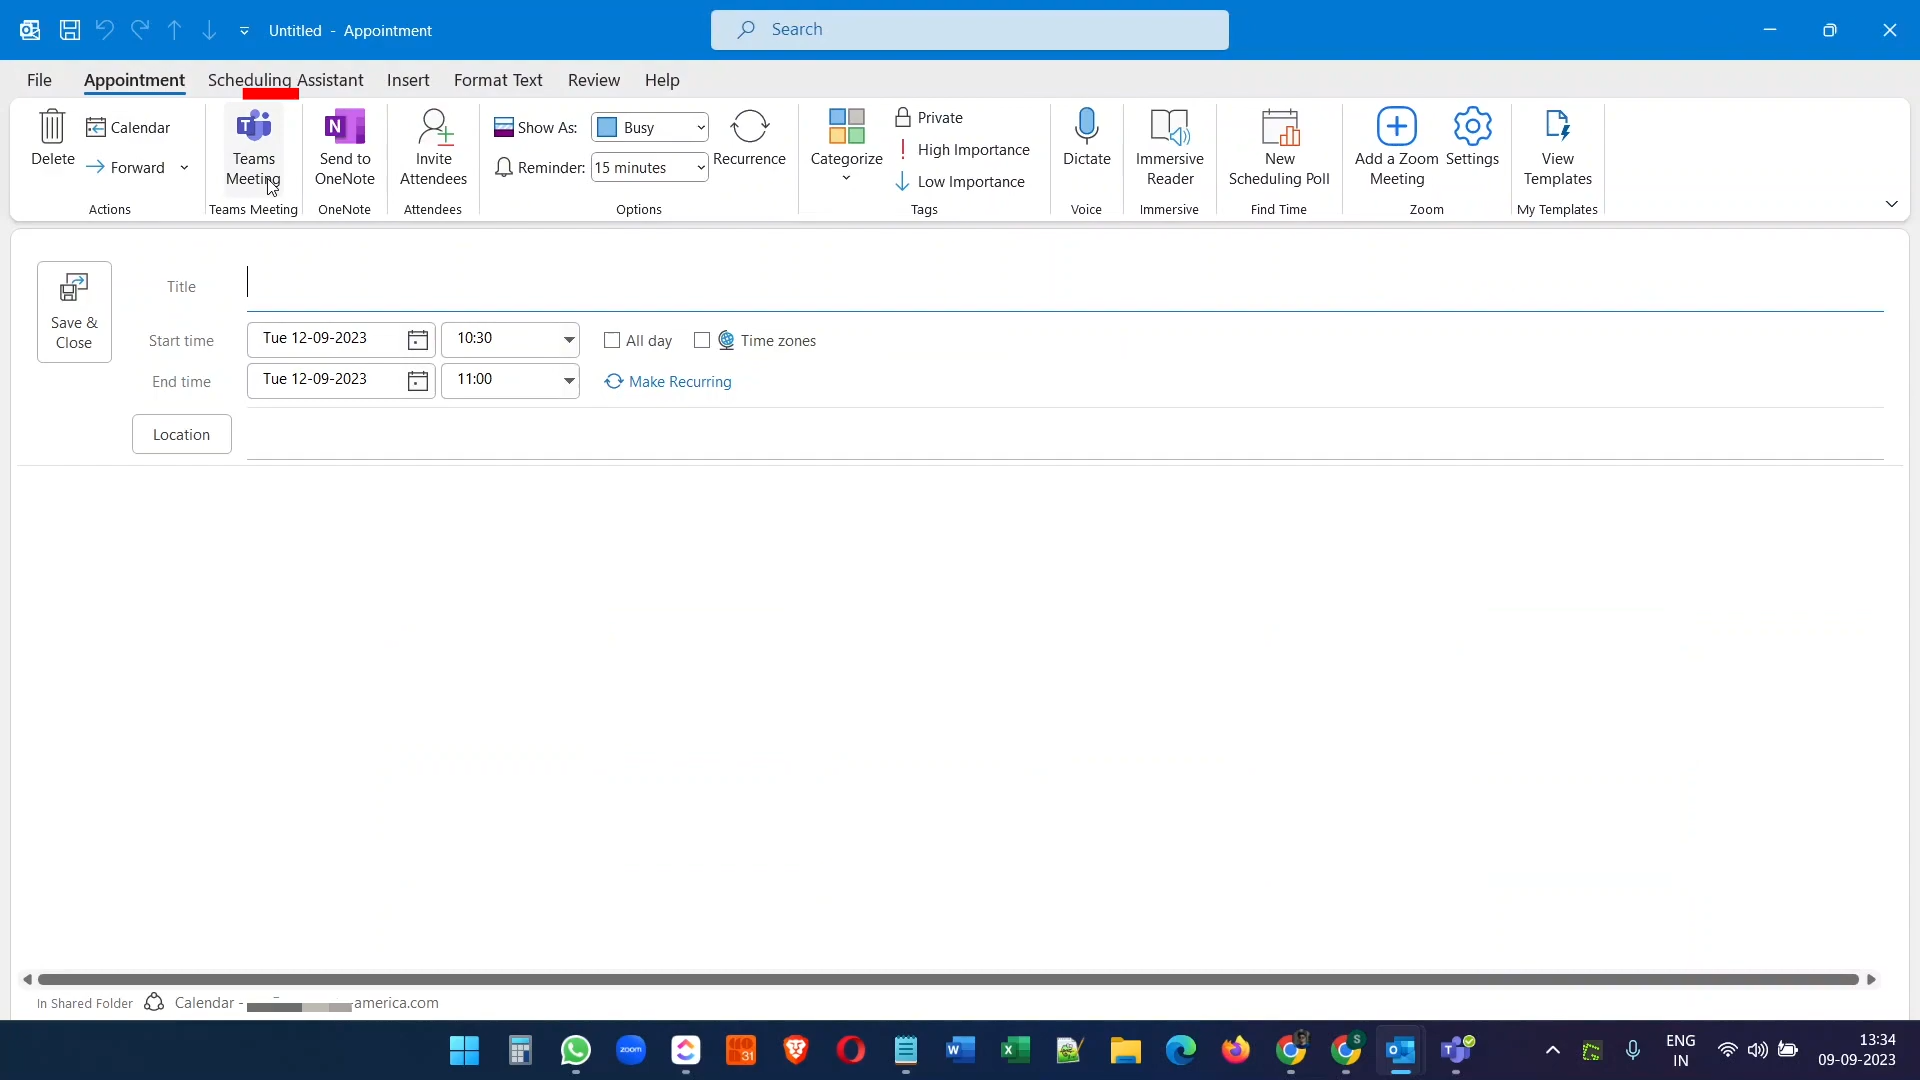 Untitled - Appointment
Search
File Appointment Scheduling Assistant Insert Format Text Review Help
Delete
Calendar
Forward
Actions
Teams
Meeting
Teams Meeting
Send to
OneNote
OneNote
Invite
Attendees
Attendees
Show As: Busy
Reminder: 15 minutes
Recurrence
Options
Categorize
Private
High Importance
Low Importance
Tags
Dictate
Voice
Immersive
Reader
Immersive
New
Scheduling Poll
Find Time
Add a Zoom
Meeting
Settings
Zoom
View
Templates
My Templates
Save &
Close
Title
Start time Tue 12-09-2023 10:30 All day Time zones
End time Tue 12-09-2023 11:00 Make Recurring
Location
In Shared Folder Calendar - america.com
zoom
31
S
ENG
IN
13:34
09-09-2023